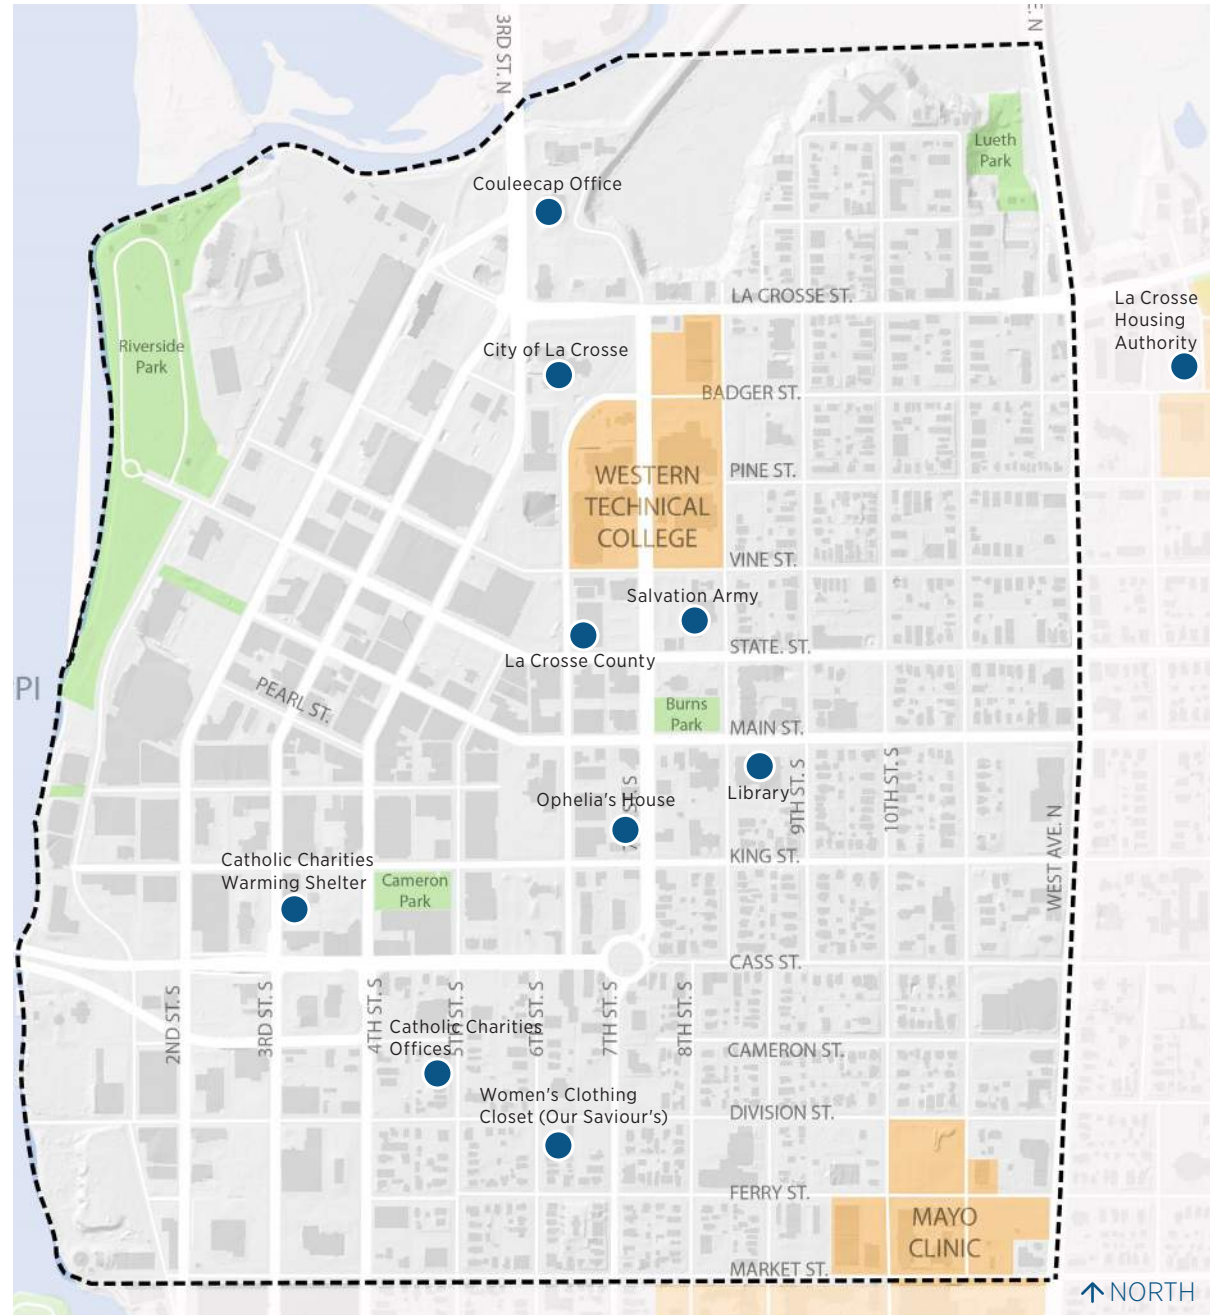 3RD ST. N
E. N
Lueth
Park
Couleecap Office
LA CROSSE ST.
La Crosse
Housing
Authority
Riverside
Park
City of La Crosse
BADGER ST.
WESTERN
TECHNICAL
COLLEGE
PINE ST.
VINE ST.
Salvation Army
La Crosse County
STATE. ST.
PI
PEARL ST.
Burns
Park
MAIN ST.
Library
9TH ST. S
10TH ST. S
Ophelia's House
ST. S
KING ST.
WEST AVE. N
Catholic Charities
Warming Shelter
Cameron
Park
CASS ST.
2ND ST. S
3RD ST. S
4TH ST. S
5TH ST. S
6TH ST. S
7TH ST. S
8TH ST. S
Catholic Charities
Offices
CAMERON ST.
Women's Clothing
Closet (Our Saviour's)
DIVISION ST.
FERRY ST.
MAYO
CLINIC
MARKET ST.
NORTH